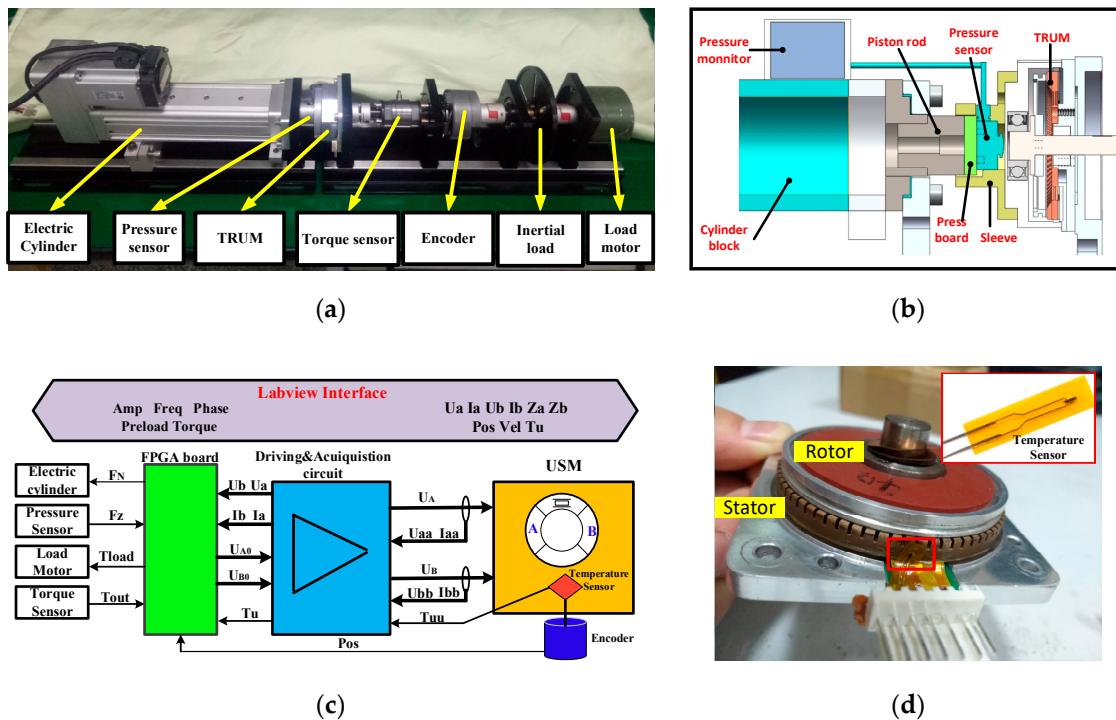 Electric
Cylinder
Pressure
sensor
TRUM
Torque sensor
Encoder
Inertial
load
Load
motor
(a)
Pressure
monnitor
Piston rod
Pressure
sensor
TRUM
Cylinder
block
Press
board
Sleeve
(b)
Labview Interface
Amp Freq Phase
Preload Torque
Ua Ia Ub Ib Za Zb
Pos Vel Tu
FPGA board
Driving&Acuiquistion
circuit
USM
Electric
cylinder
Pressure
Sensor
Load
Motor
Torque
Sensor
FN
Fz
Tload
Tout
Ub Ua
Ib Ia
UA0
UB0
Tu
Pos
UA
Uaa Iaa
UB
Ubb Ibb
Tuu
A
B
Temperature
Sensor
Encoder
(c)
Rotor
Stator
Temperature
Sensor
(d)